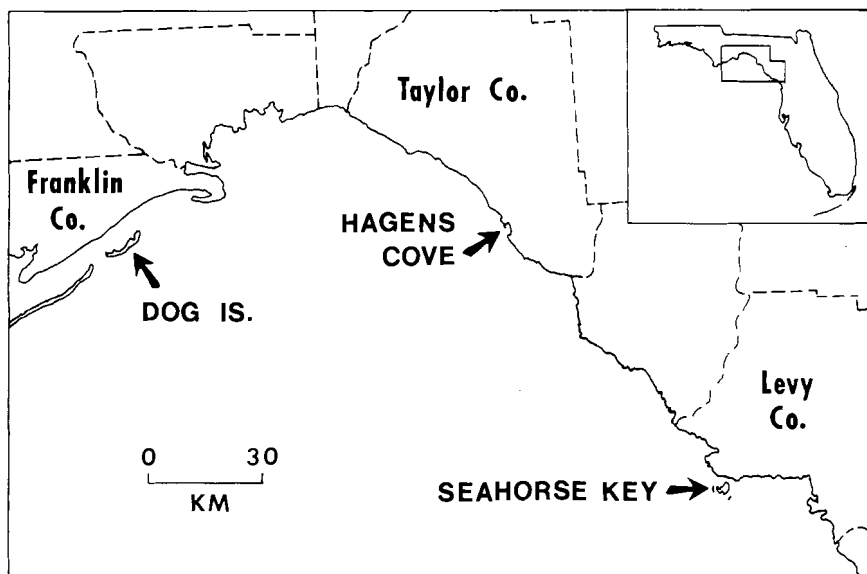 Taylor Co.
Franklin
Co.
HAGENS
COVE
DOG IS.
Levy
Co.
0 30
KM
SEAHORSE KEY